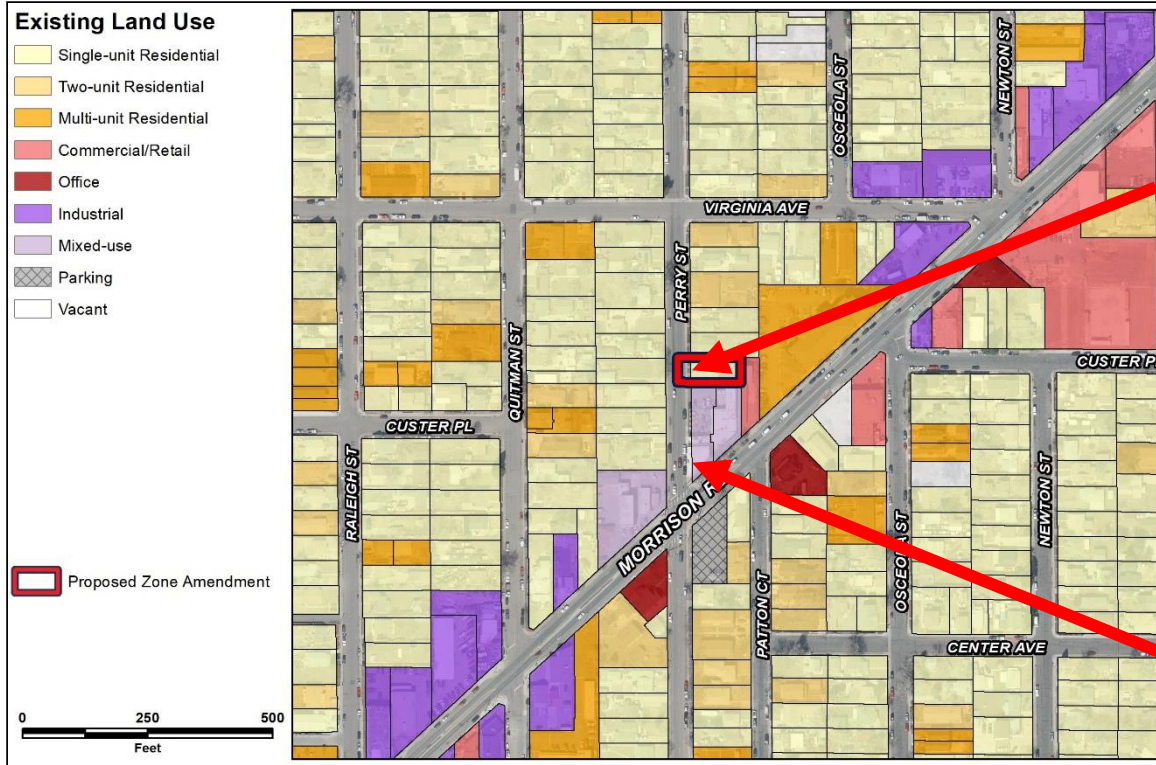 Existing Land Use
Single-unit Residential
Two-unit Residential
Multi-unit Residential
Commercial/Retail
Office
Industrial
Mixed-use
Parking
Vacant
Proposed Zone Amendment
0 250 500
Feet
OSCEOLA ST
NEWTON ST
VIRGINIA AVE
PERRY ST
QUITMAN ST
CUSTER PL
CUSTER PL
RALEIGH ST
MORRISON R
PATTON CT
OSCEOLA ST
NEWTON ST
CENTER AVE